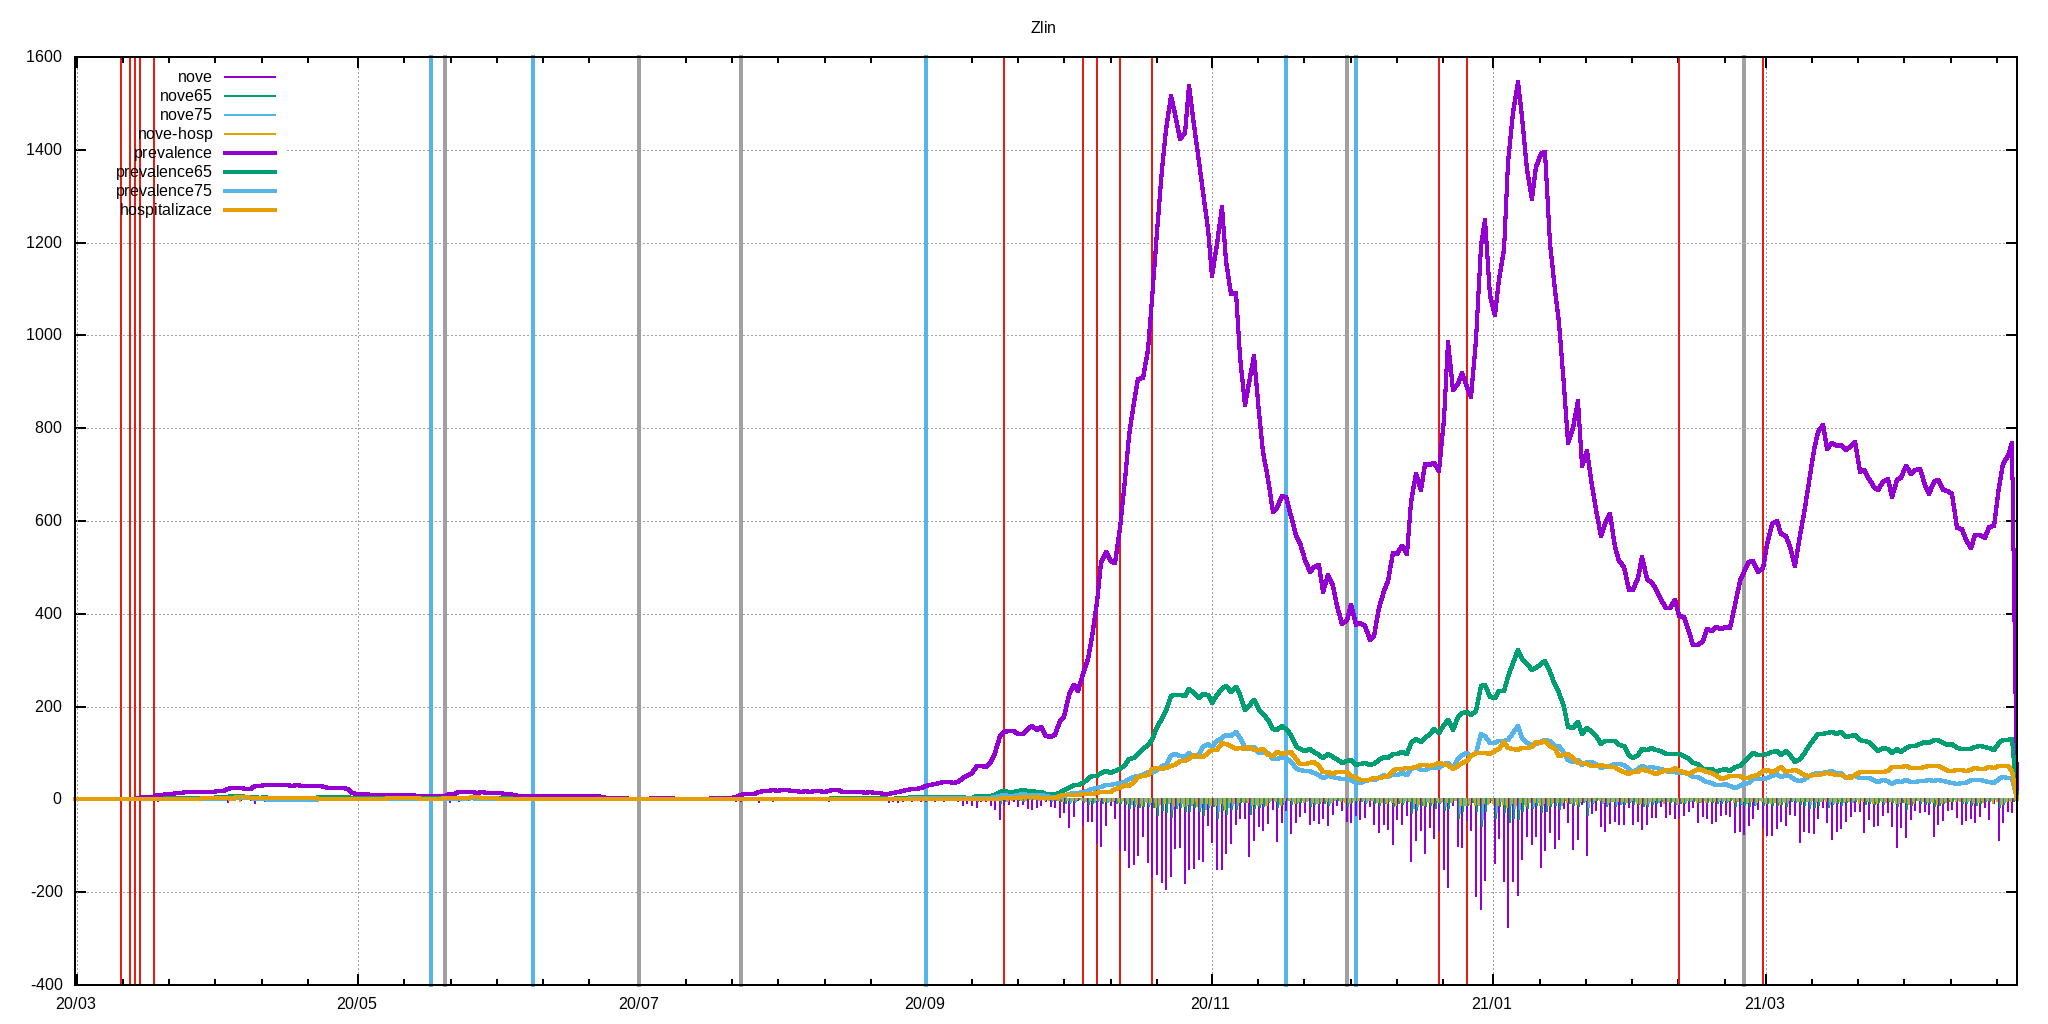 Zlin
1600
1400
1200
1000
800
600
400
200
0
-200
-400
nove
nove65
nove75
nove-hosp
prevalence
prevalence65
prevalence75
hospitalizace
20/03 20/05 20/07 20/09 20/11 21/01 21/03